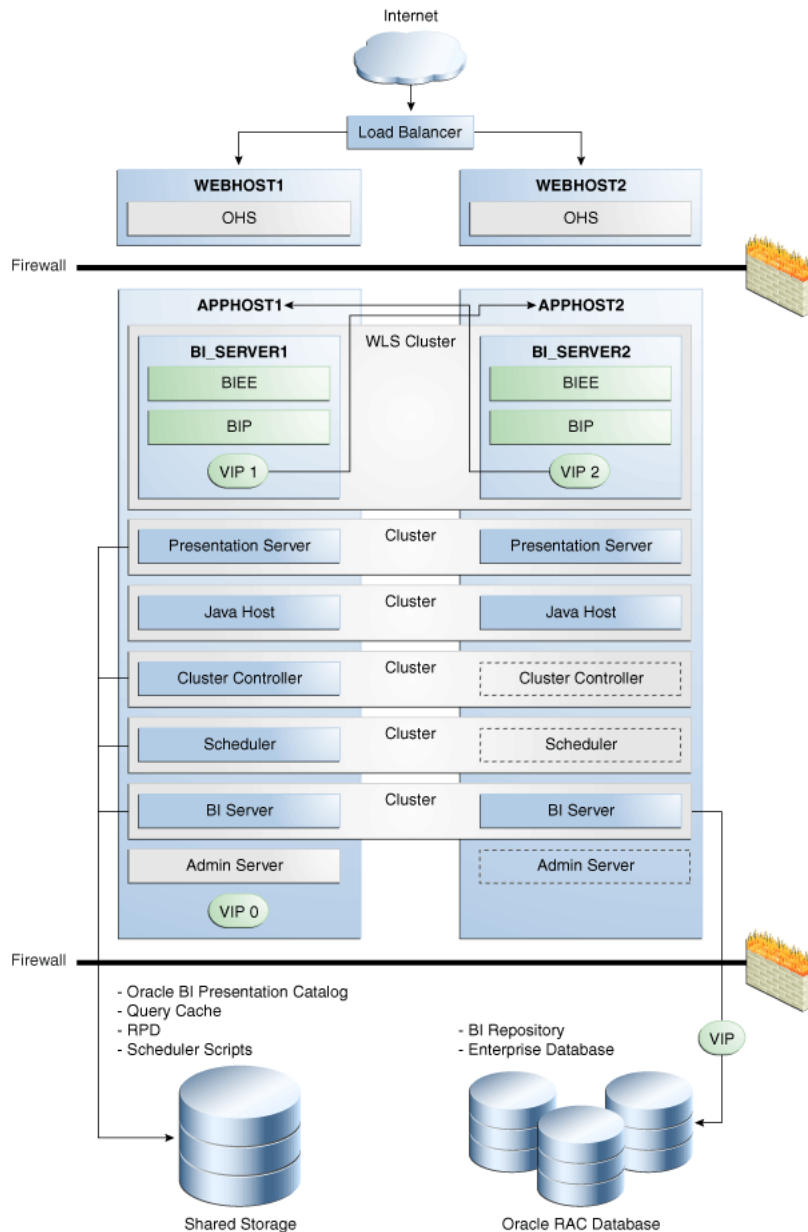 Internet
Load Balancer
WEBHOST1
WEBHOST2
OHS
OHS
Firewall
APPHOST1
APPHOST2
WLS Cluster
BI_SERVER1
BI_SERVER2
BIEE
BIEE
BIP
BIP
VIP 1
VIP 2
Presentation Server
Cluster
Presentation Server
Java Host
Cluster
Java Host
Cluster Controller
Cluster
Cluster Controller
Scheduler
Cluster
Scheduler
BI Server
Cluster
BI Server
Admin Server
Admin Server
VIP 0
Firewall
- Oracle BI Presentation Catalog
- Query Cache
- RPD
- Scheduler Scripts
- BI Repository
- Enterprise Database
VIP
Shared Storage
Oracle RAC Database